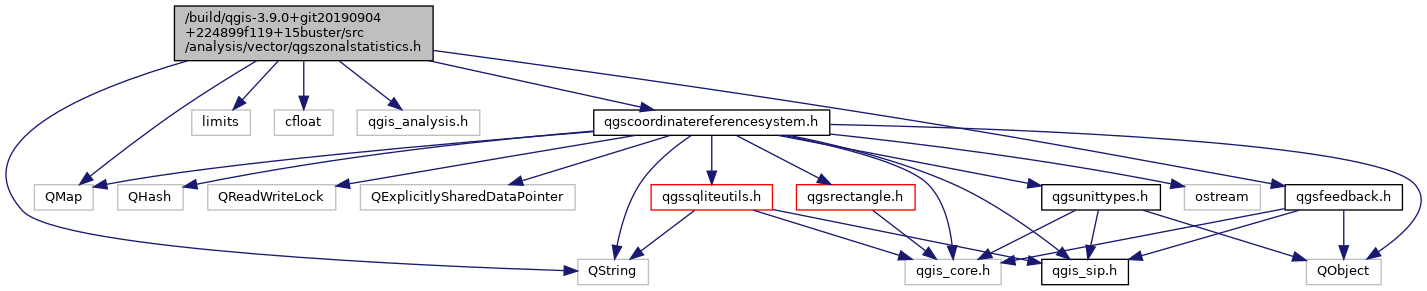 /build/qgis-3.9.0+git20190904
+224899f119+15buster/src
/analysis/vector/qgszonalstatistics.h
limits
cfloat
qgis_analysis.h
qgscoordinatereferencesystem.h
QMap
QHash
QReadWriteLock
QExplicitlySharedDataPointer
qgssqliteutils.h
qgsrectangle.h
qgsunittypes.h
ostream
qgsfeedback.h
QString
qgis_core.h
qgis_sip.h
QObject